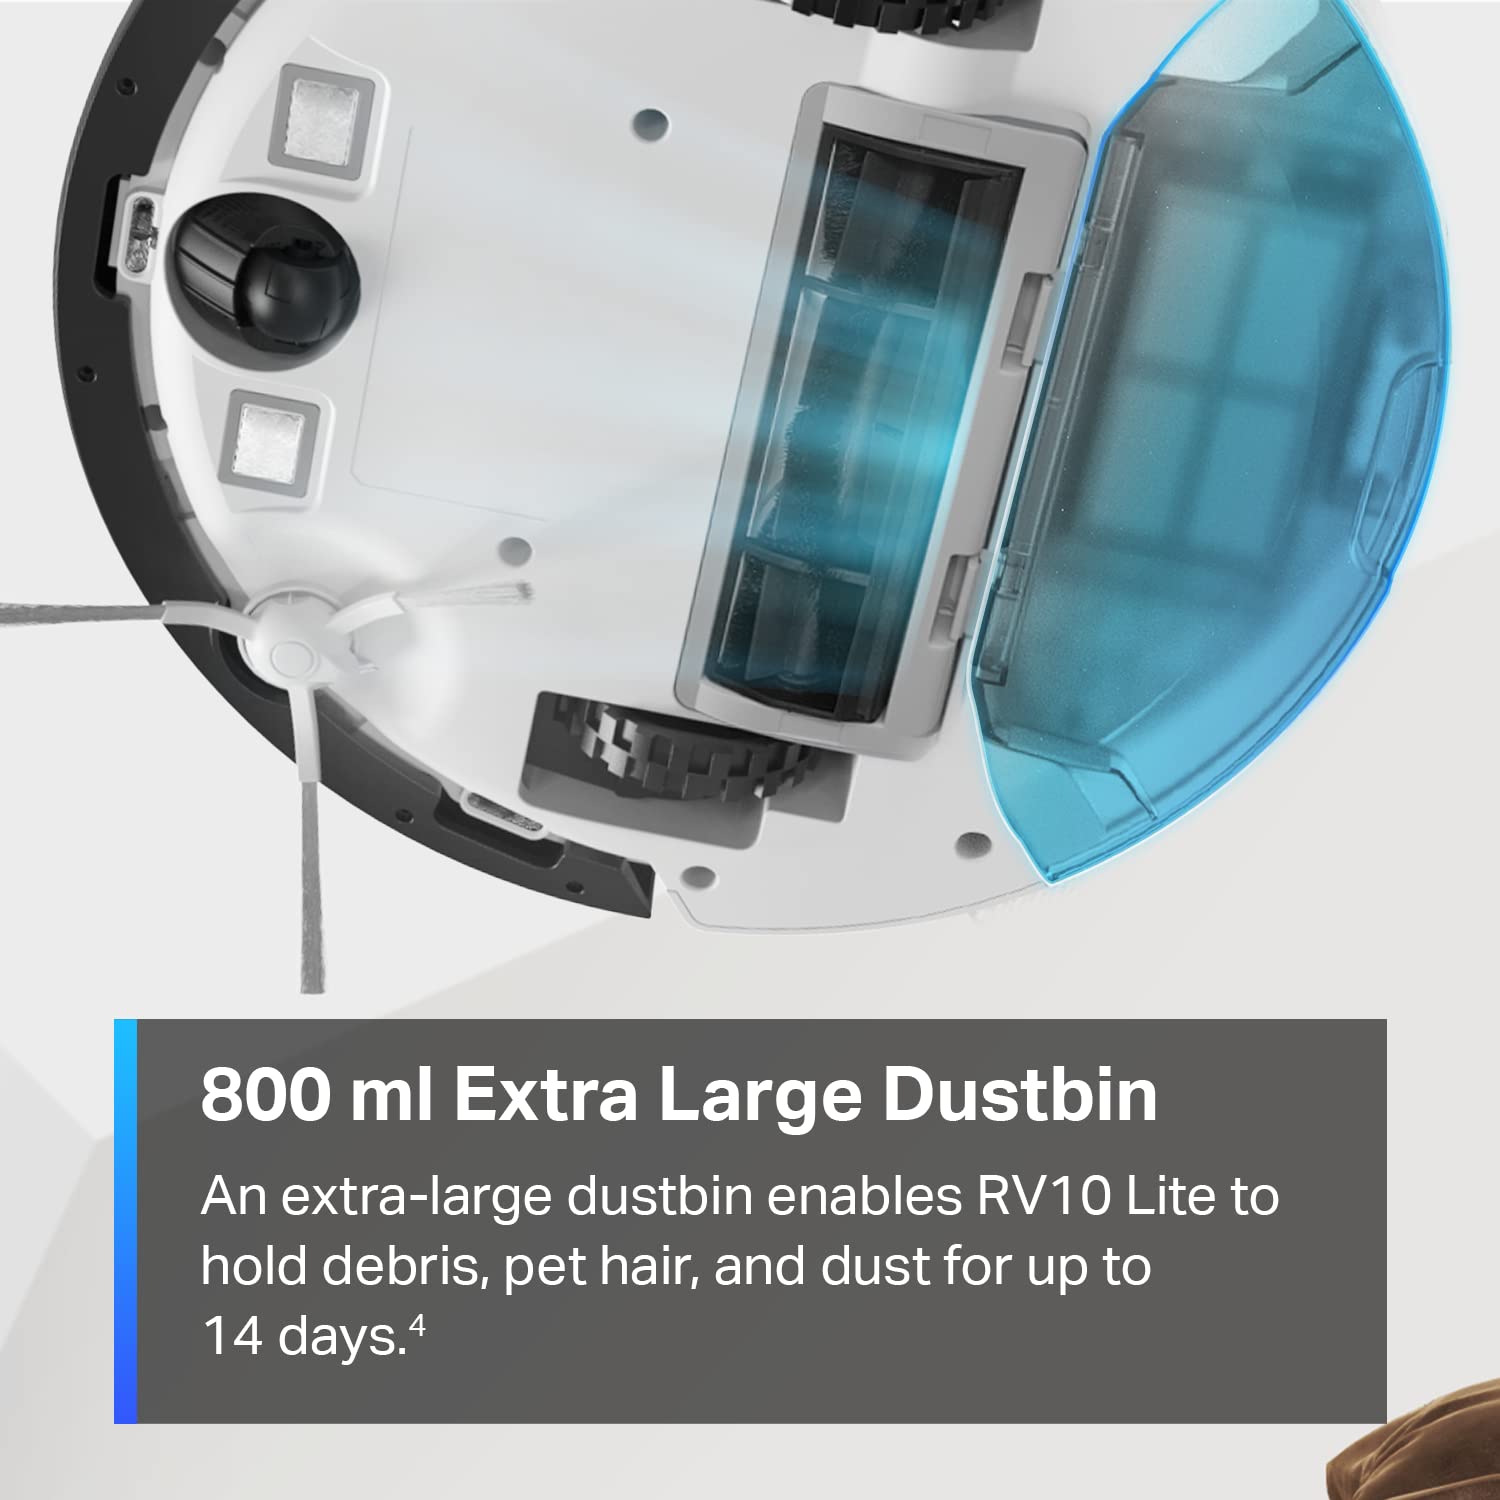 800 ml Extra Large Dustbin
An extra-large dustbin enables RV10 Lite to
hold debris, pet hair, and dust for up to
14 days.⁴